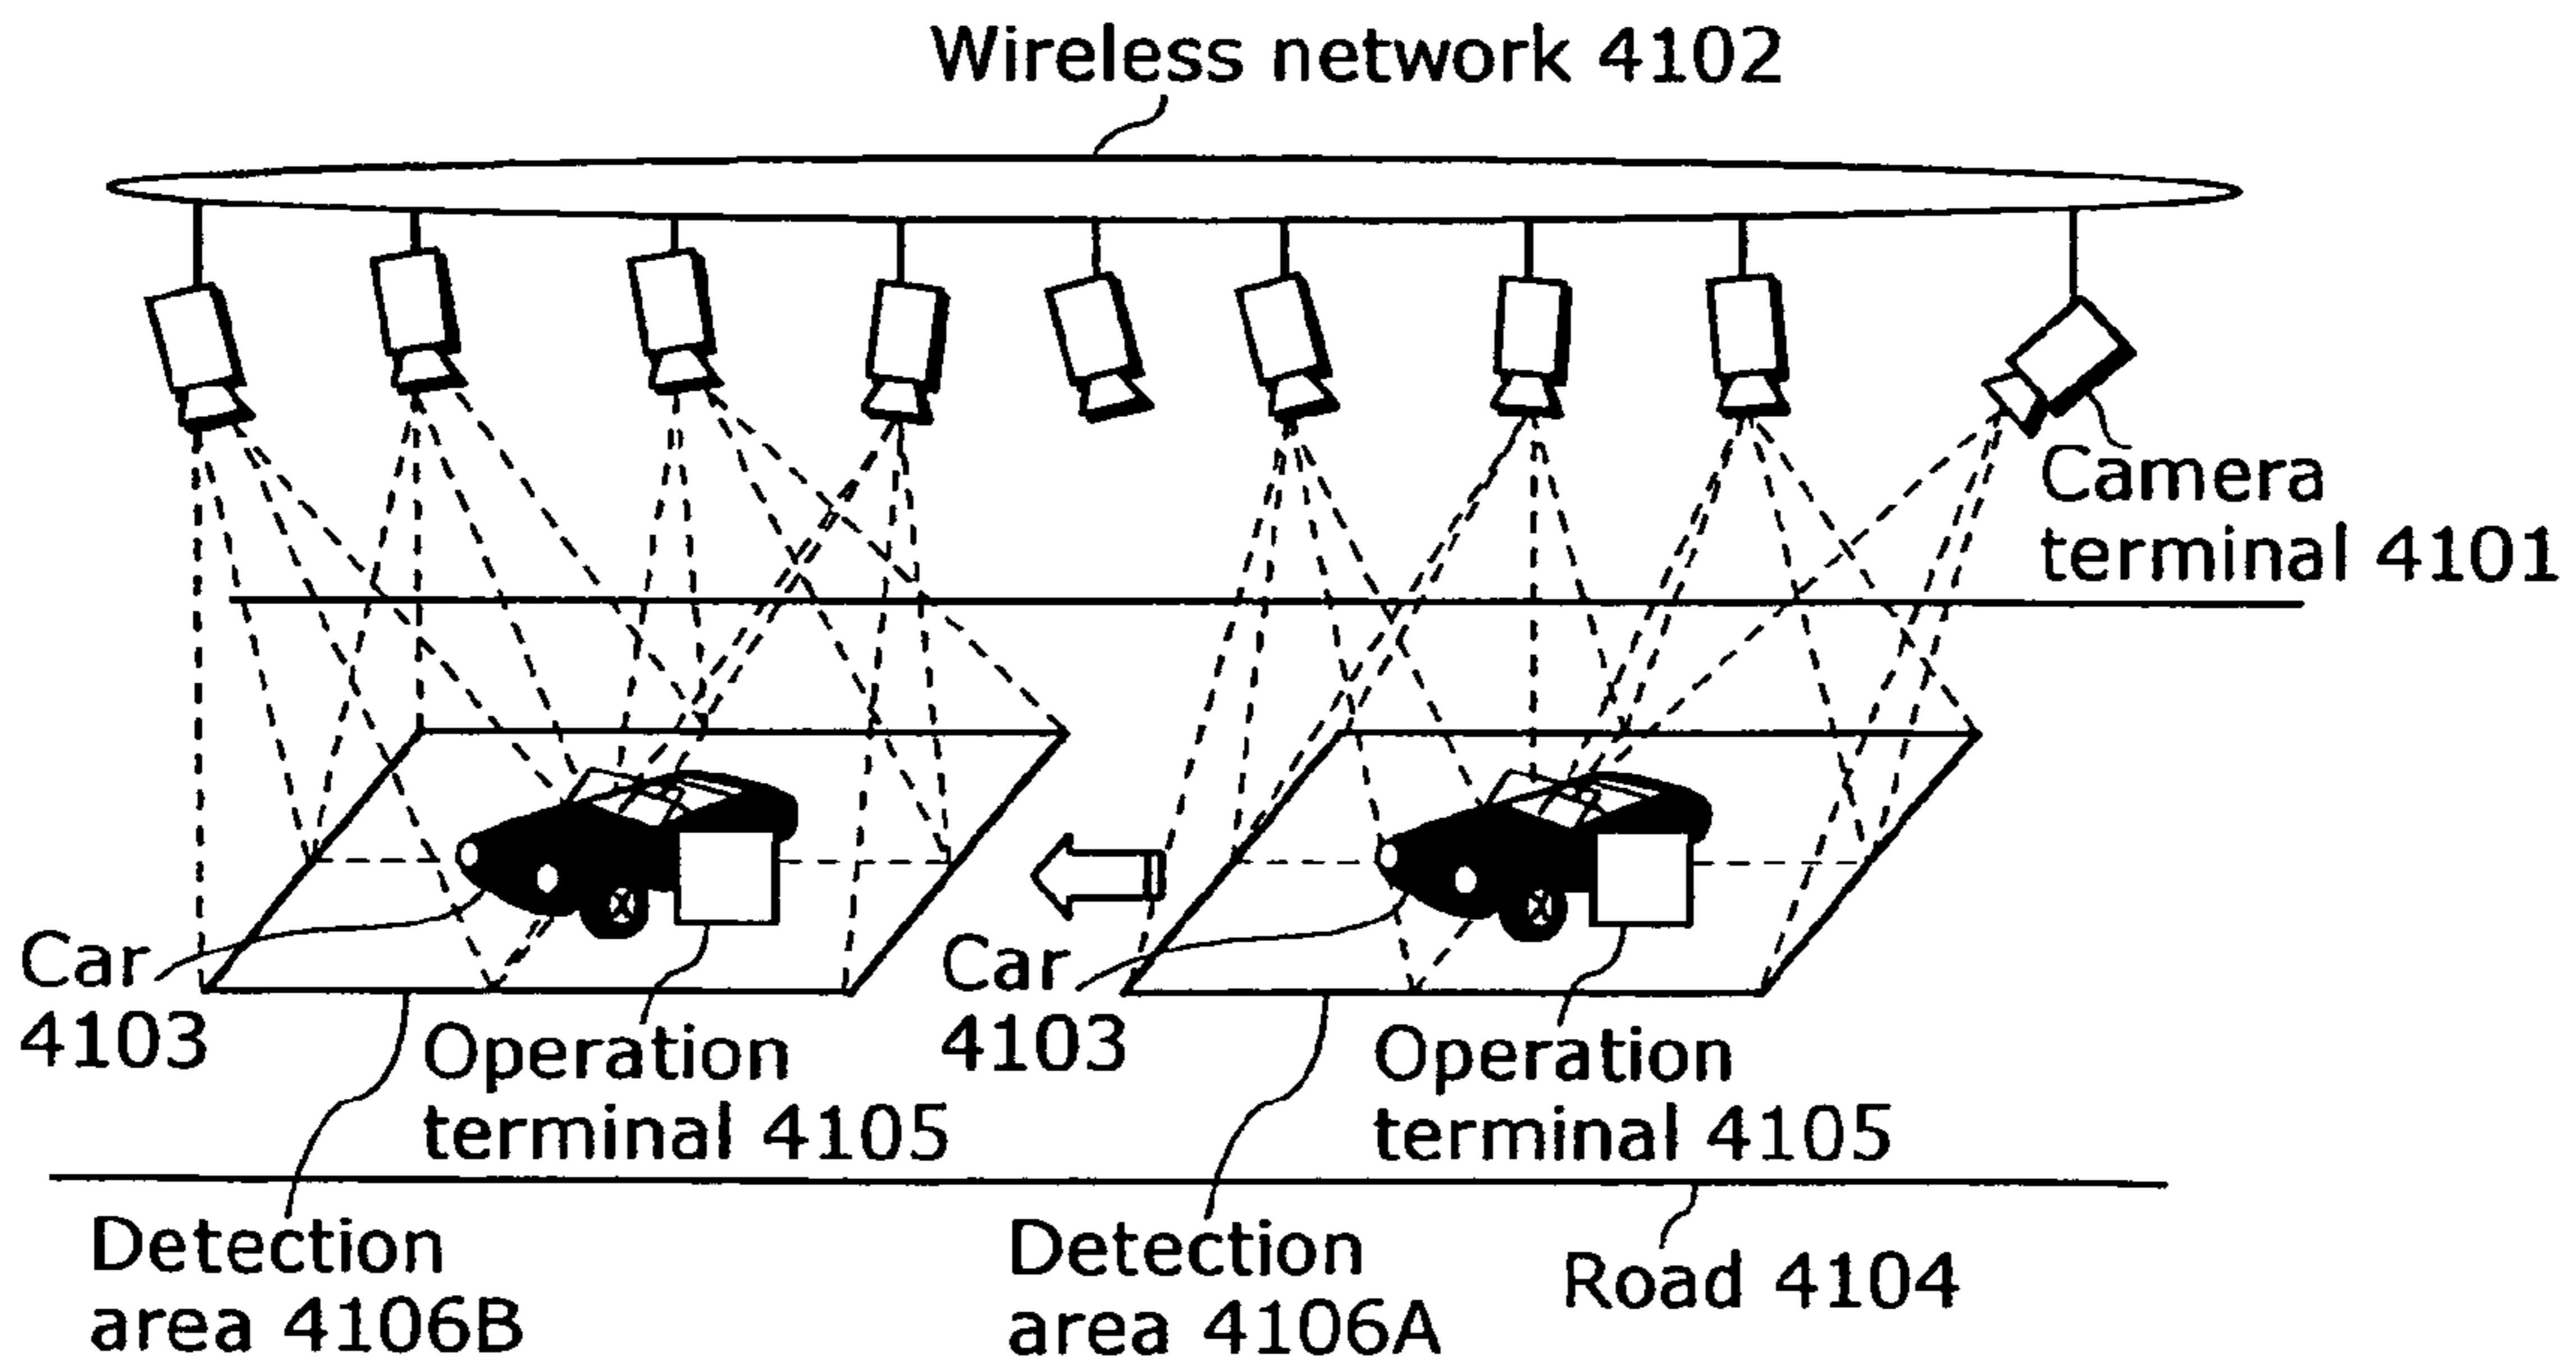 Wireless network 4102
Camera
terminal 4101
Car
4103
Operation
terminal 4105
Car
4103
Operation
terminal 4105
Detection
area 4106B
Detection
area 4106A
Road 4104